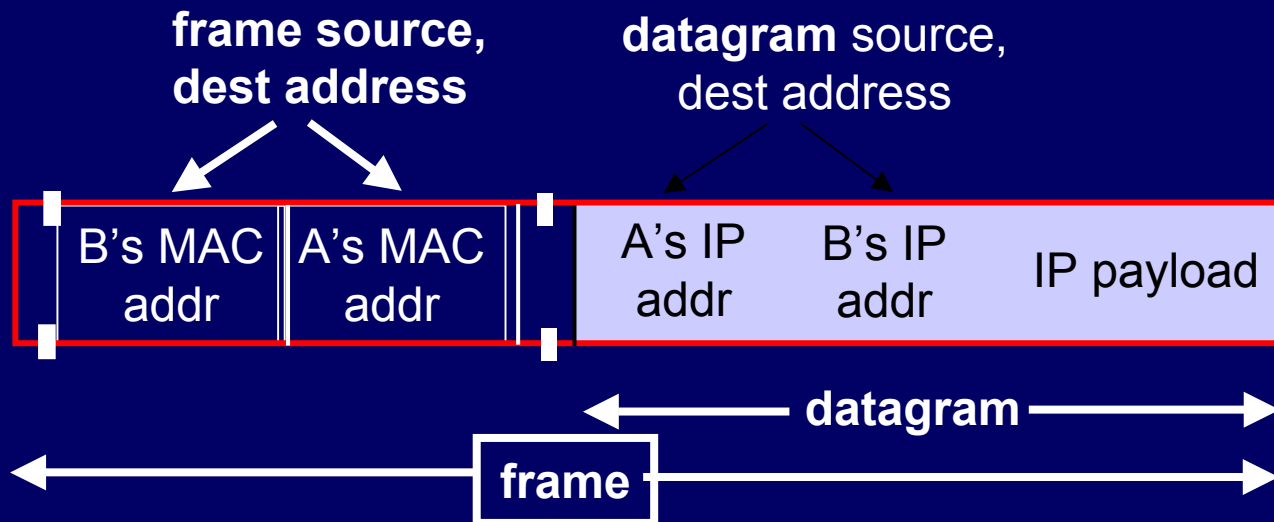 frame source,
dest address
datagram source,
dest address
B's MAC
addr
A's MAC
addr
A's IP
addr
B's IP
addr
IP payload
datagram
frame